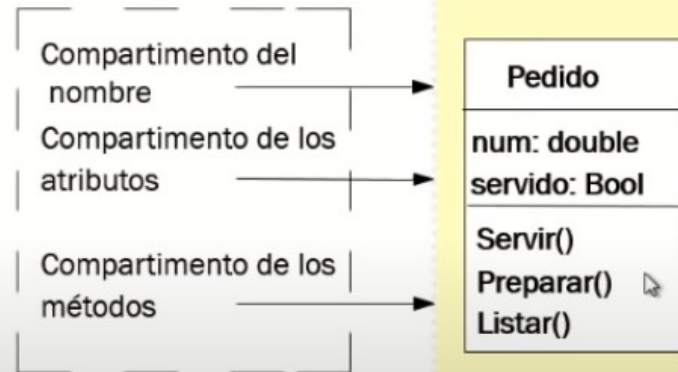 Compartimento del
nombre
Compartimento de los
atributos
Compartimento de los
métodos
Pedido
num: double
servido: Bool
Servir()
Preparar()
Listar()